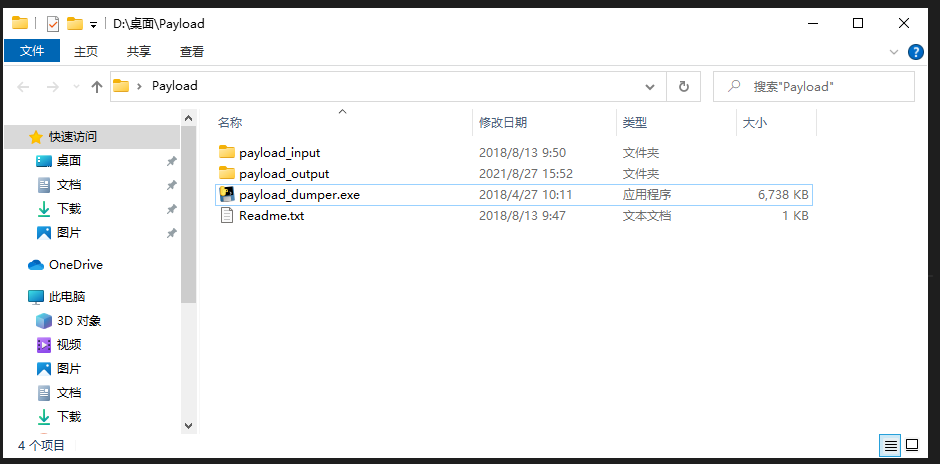 D:\桌面\Payload
文件 主页 共享 查看
Payload 搜索"Payload"
名称 修改日期 类型 大小
快速访问
桌面
文档
下载
图片
OneDrive
此电脑
3D 对象
视频
图片
文档
下载
payload_input 2018/8/13 9:50 文件夹
payload_output 2021/8/27 15:52 文件夹
payload_dumper.exe 2018/4/27 10:11 应用程序 6,738 KB
Readme.txt 2018/8/13 9:47 文本文档 1 KB
4 个项目